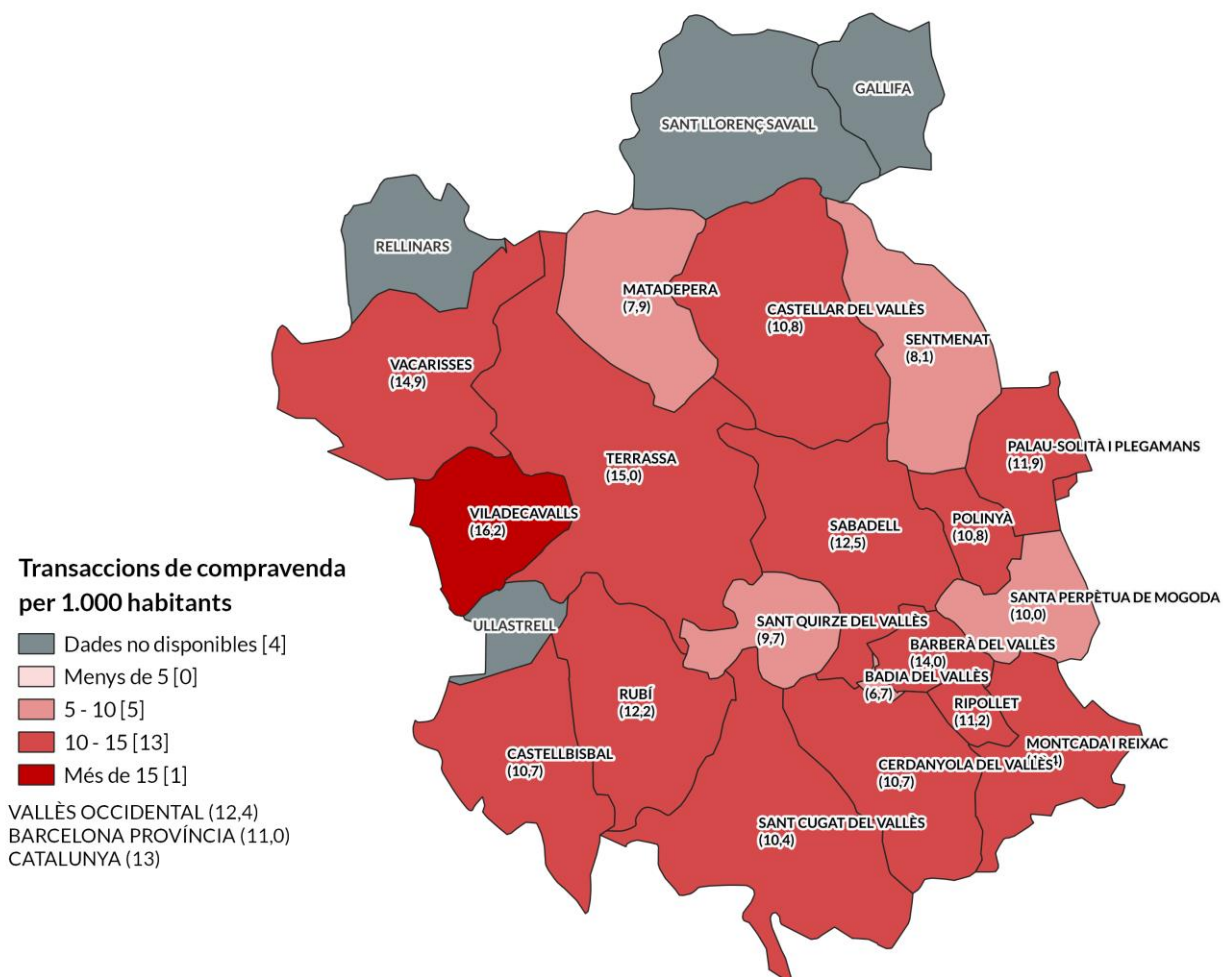 GALLIFA
SANT LLORENÇ SAVALL
RELLINARS
MATADEPERA
(7,9)
CASTELLAR DEL VALLÈS
(10,8)
SENTMENAT
(8,1)
VACARISSES
(14,9)
PALAU-SOLITÀ I PLEGAMANS
(11,9)
TERRASSA
(15,0)
VILADECAVALLS
(16,2)
SABADELL
(12,5)
POLINYÀ
(10,8)
Transaccions de compravenda
per 1.000 habitants
Dades no disponibles [4]
Menys de 5 [0]
5 - 10 [5]
10 - 15 [13]
Més de 15 [1]
VALLÈS OCCIDENTAL (12,4)
BARCELONA PROVÍNCIA (11,0)
CATALUNYA (13)
SANTA PERPÈTUA DE MOGODA
(10,0)
ULLASTRELL
SANT QUIRZE DEL VALLÈS
(9,7)
BARBERÀ DEL VALLÈS
(14,0)
BADIA DEL VALLÈS
(6,7)
RUBÍ
(12,2)
RIPOLLET
(11,2)
MONTCADA I REIXAC
CASTELLBISBAL
(10,7)
CERDANYOLA DEL VALLÈS
(10,7)
SANT CUGAT DEL VALLÈS
(10,4)